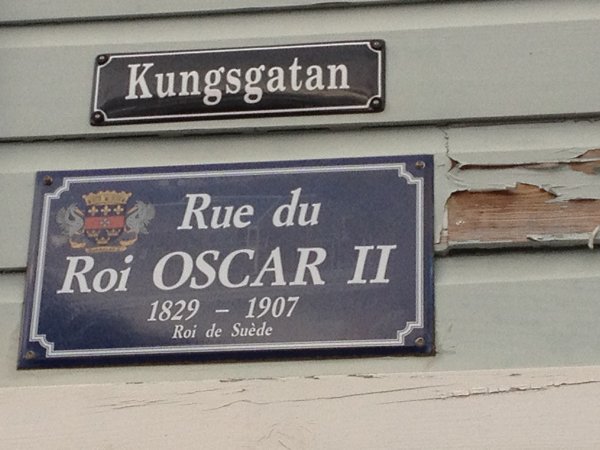 Kungsgatan
Rue du
Roi OSCAR II
1829 - 1907
Roi de Suède